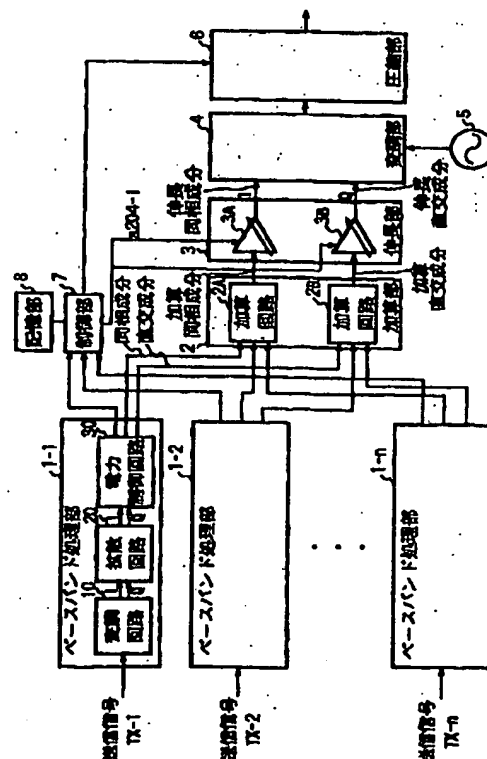 送信信号
TX-1
ベースバンド処理部
1-1
変調
回路
10
拡散
回路
20
電力
制御回路
30
送信信号
TX-2
ベースバンド処理部
1-2
送信信号
TX-n
ベースバンド処理部
1-n
記憶部
8
制御部
7
同相成分
直交成分
加算
同相成分
2
2A
加算
回路
2B
加算
回路
加算部
加算
直交成分
a204-1
3
3A
3B
伸長部
伸長
同相成分
I
Q
伸長
直交成分
4
変調部
5
6
圧縮部